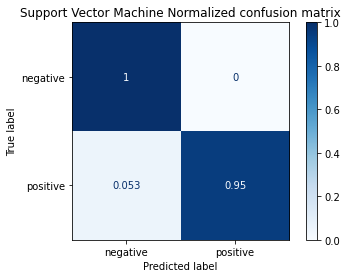 Support Vector Machine Normalized confusion matrix
1.0
negative 1 0
0.8
True label
0.6
0.4
positive 0.053 0.95
0.2
0.0
negative positive
Predicted label